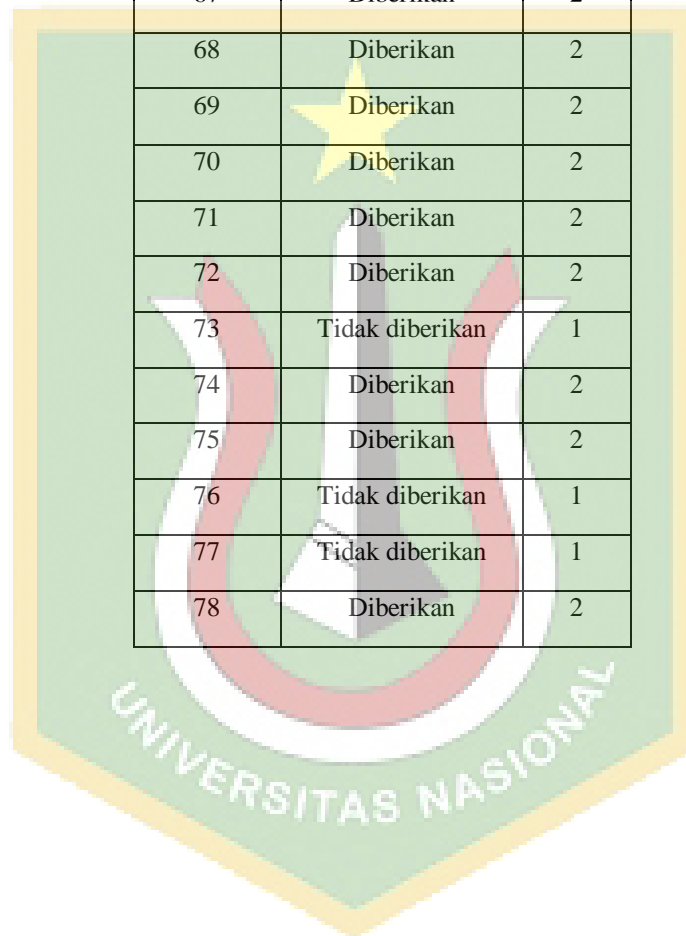 68 Diberikan 2
69 Diberikan 2
70 Diberikan 2
71 Diberikan 2
72 Diberikan 2
73 Tidak diberikan 1
74 Diberikan 2
75 Diberikan 2
76 Tidak diberikan 1
77 Tidak diberikan 1
78 Diberikan 2
UNIVERSITAS NASIONAL